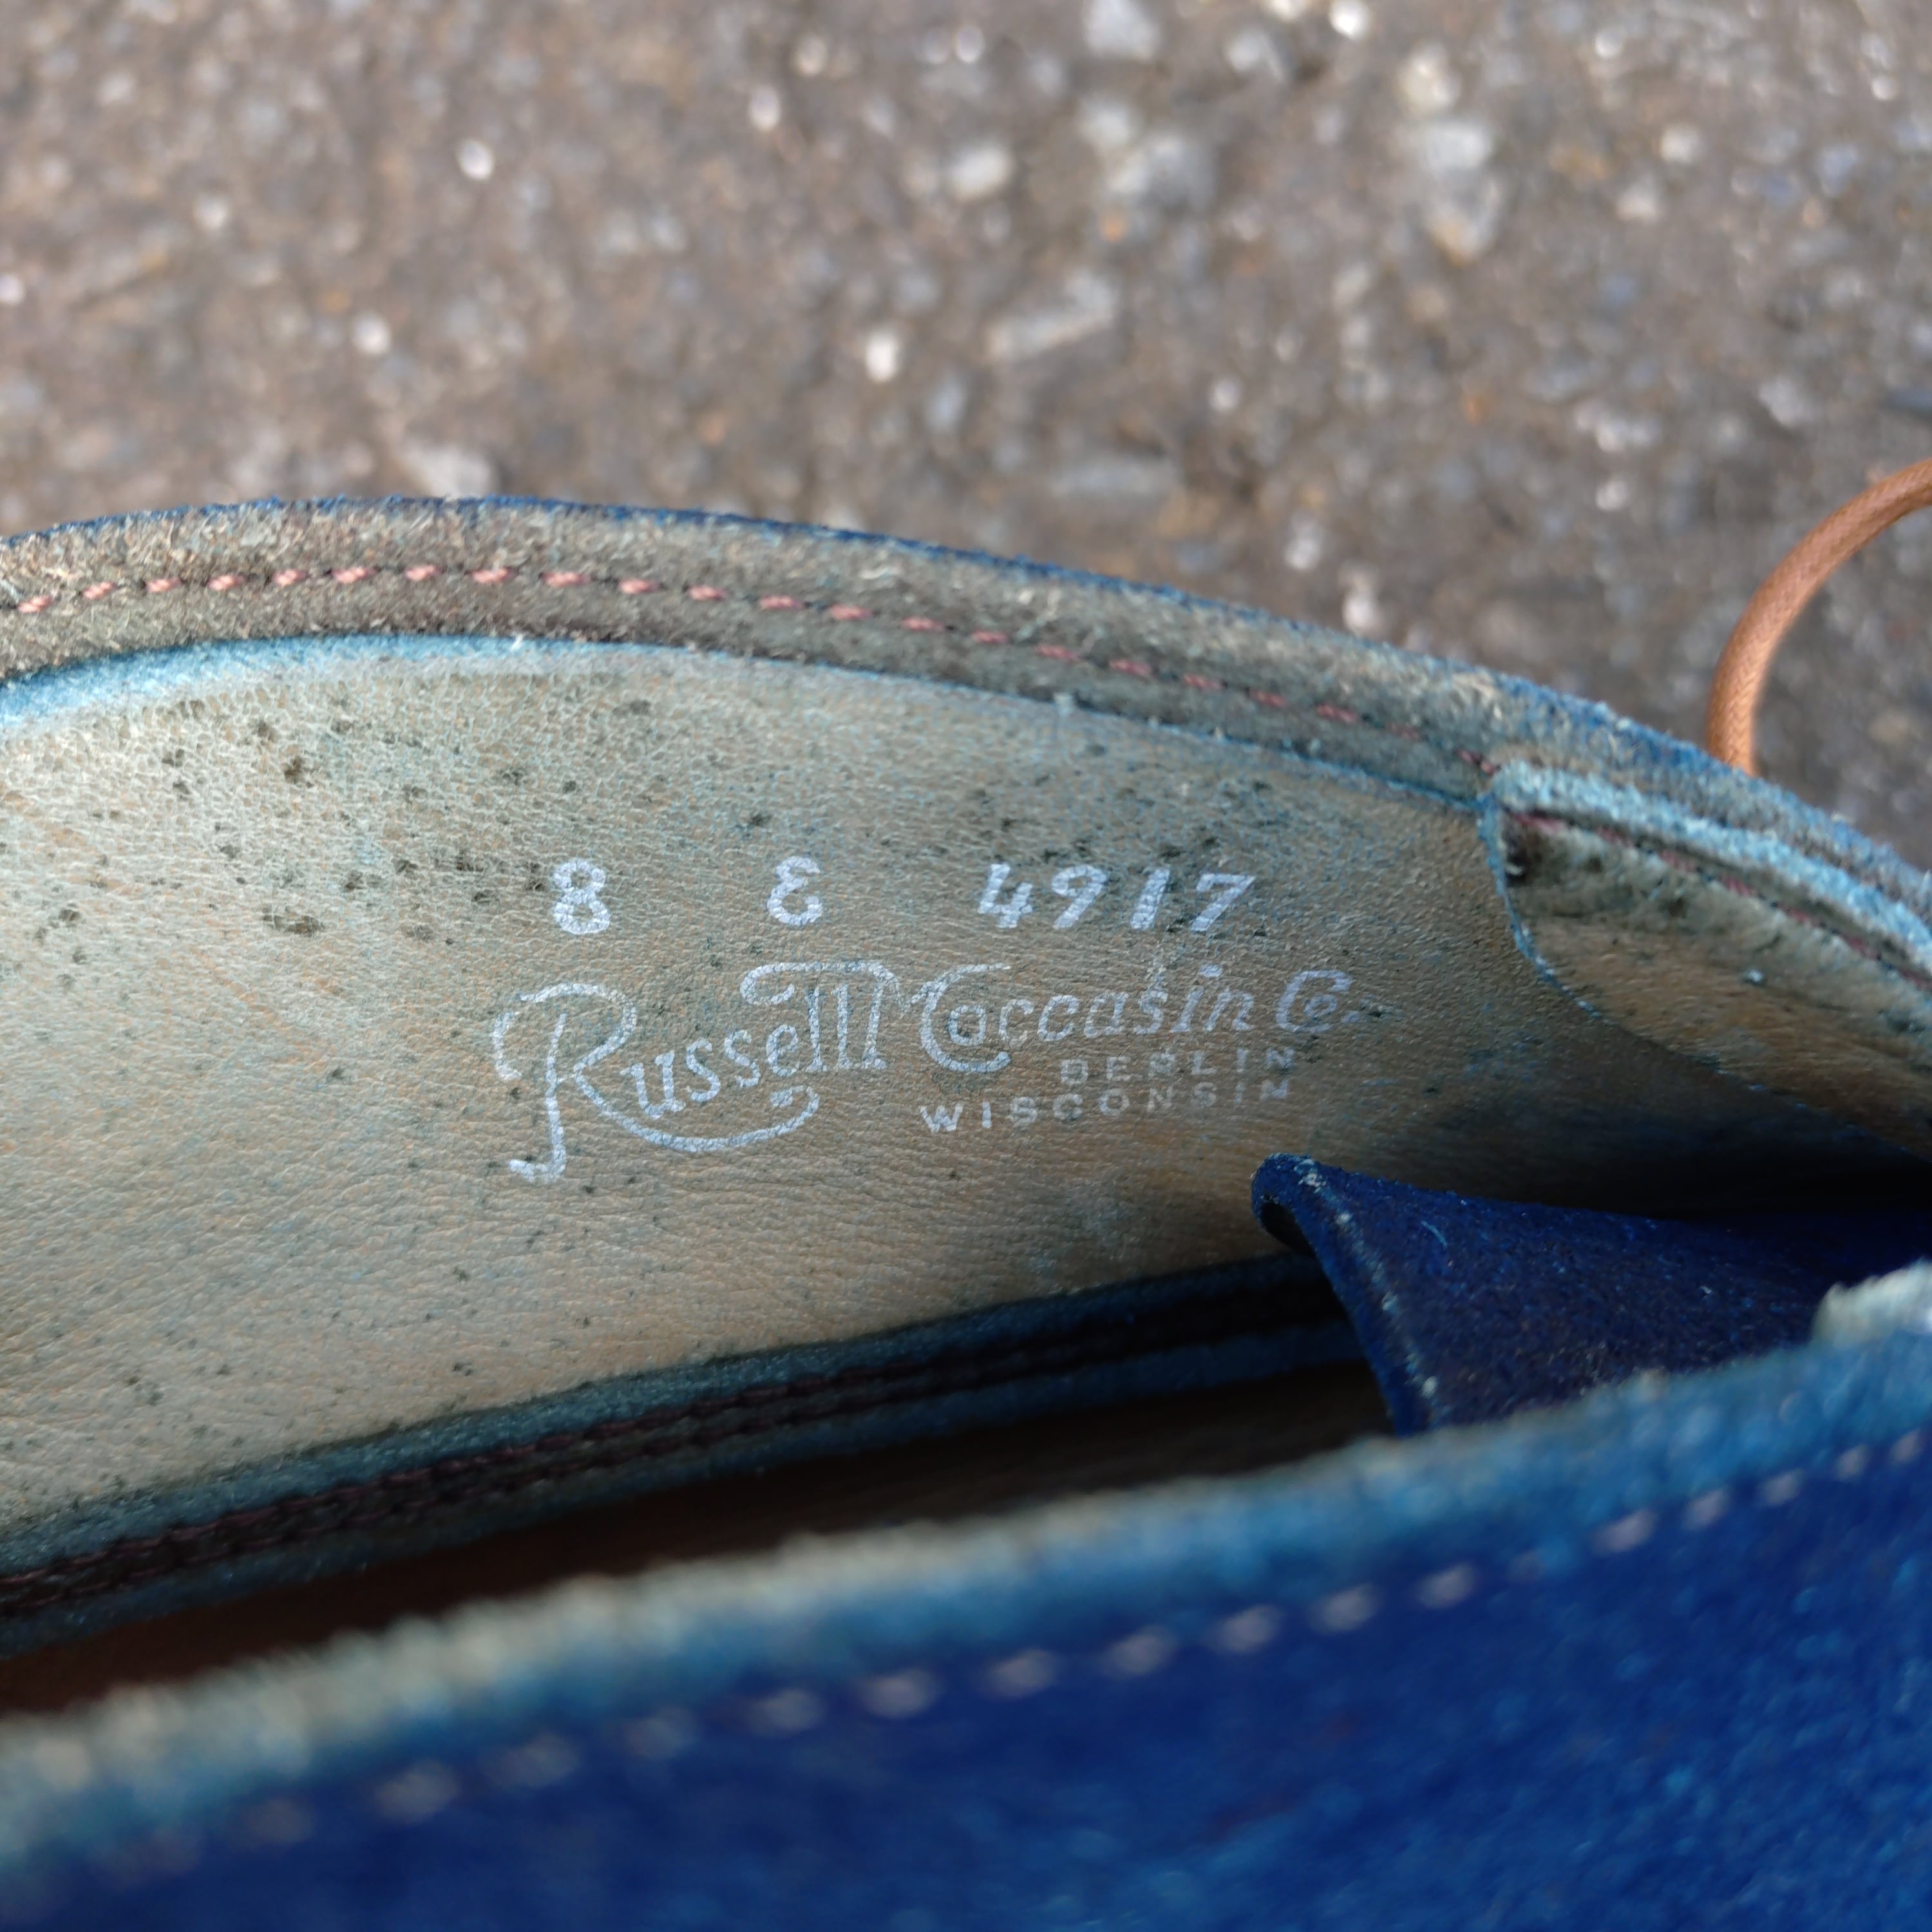 8 E 4917
Russell Moccasin Co.
BERLIN
WISCONSIN